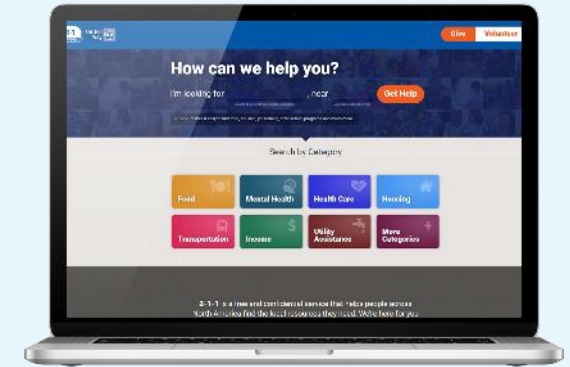 Give Volunteer
How can we help you?
I'm looking for , near Get Help
Search by Category
Food
Mental Health
Health Care
Housing
Transportation
Income
Utility
Assistance
More
Categories
2-1-1 is a free and confidential service that helps people across
North America find the local resources they need. We're here for you